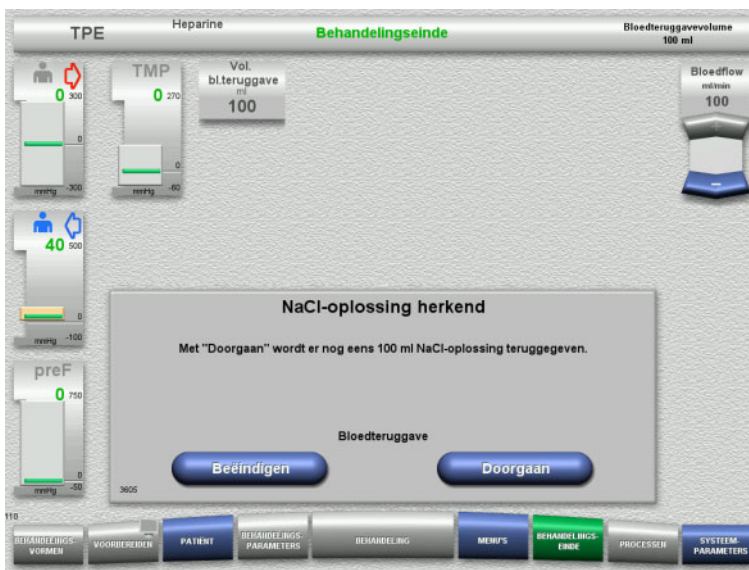 TPE
Heparine
Behandelingseinde
Bloedteruggavevolume
100 ml
0
300
0
-300
mmHg
TMP
0
270
0
-60
mmHg
Vol.
bl.teruggave
ml
100
Bloedflow
ml/min
100
+
-
40
500
0
-100
mmHg
preF
0
750
0
-50
mmHg
NaCl-oplossing herkend
Met "Doorgaan" wordt er nog eens 100 ml NaCl-oplossing teruggegeven.
Bloedteruggave
Beëindigen
Doorgaan
3605
110
BEHANDELINGS-
VORMEN
VOORBEREIDEN
PATIËNT
BEHANDELINGS-
PARAMETERS
BEHANDELING
MENU'S
BEHANDELINGS-
EINDE
PROCESSEN
SYSTEEM-
PARAMETERS